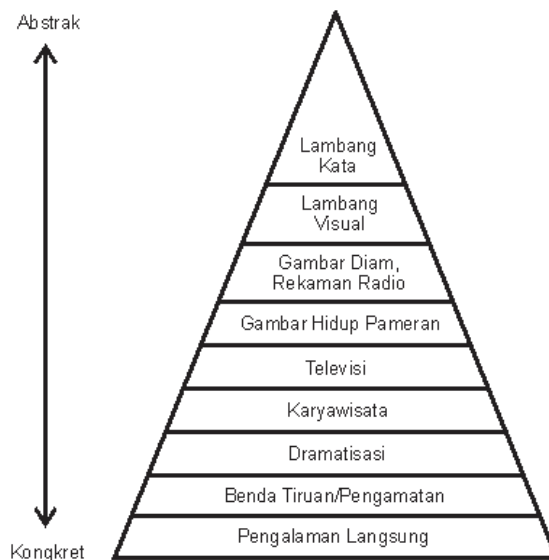 Abstrak
Lambang
Kata
Lambang
Visual
Gambar Diam,
Rekaman Radio
Gambar Hidup Pameran
Televisi
Karyawisata
Dramatisasi
Benda Tiruan/Pengamatan
Pengalaman Langsung
Kongkret